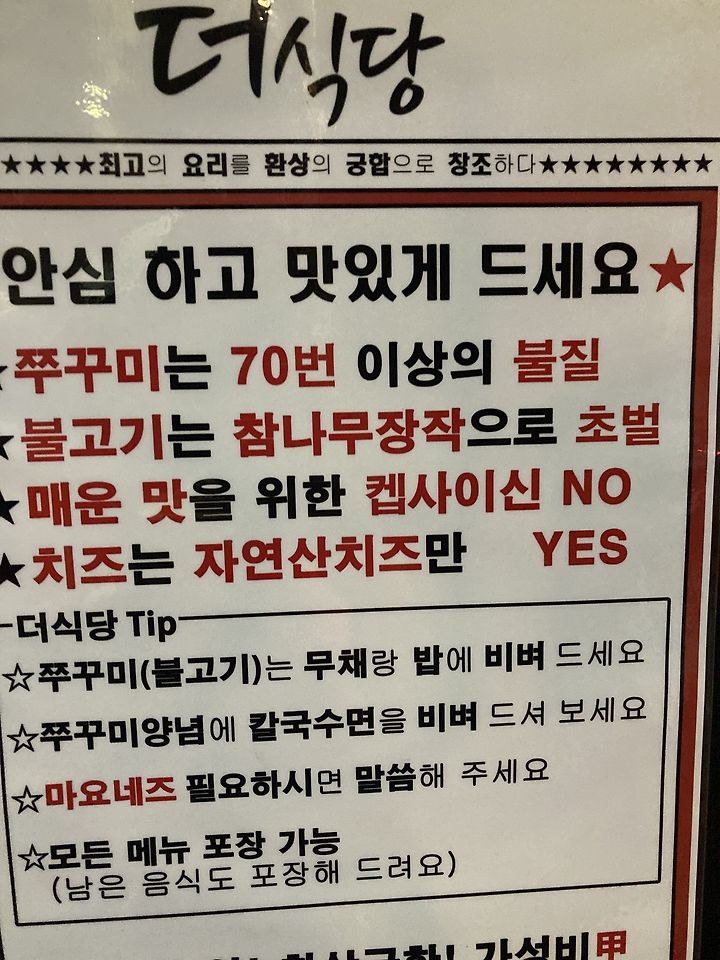 더식당
★★★★최고의 요리를 환상의 궁합으로 창조하다★★★★★★★★
안심 하고 맛있게 드세요★
★쭈꾸미는 70번 이상의 불질
★불고기는 참나무장작으로 초벌
★매운 맛을 위한 켑사이신 NO
★치즈는 자연산치즈만 YES
더식당 Tip
☆쭈꾸미(불고기)는 무채랑 밥에 비벼 드세요
☆쭈꾸미양념에 칼국수면을 비벼 드셔 보세요
☆마요네즈 필요하시면 말씀해 주세요
☆모든 메뉴 포장 가능
(남은 음식도 포장해 드려요)
가성비甲